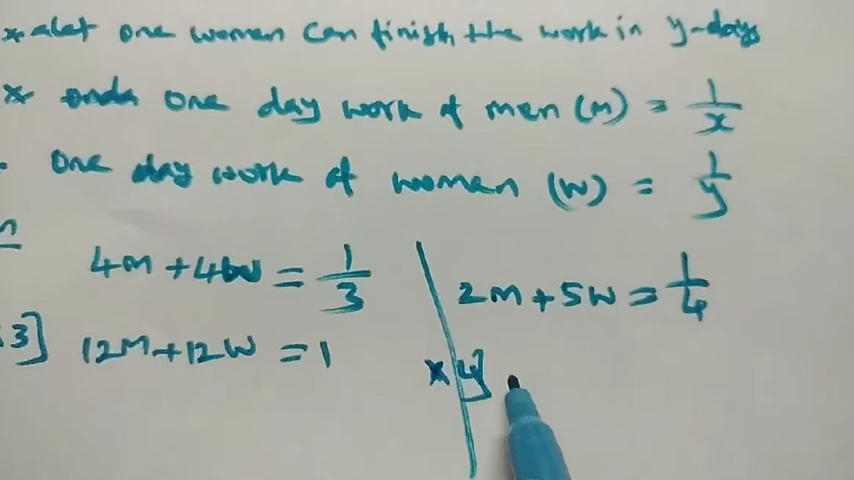 * alet one women can finish the work in y-days
* one day work of men (m) = 1/x
one day work of women (w) = 1/y
n
4M + 4W = 1/3
2M + 5W = 1/4
3] 12M + 12W = 1
x 4]